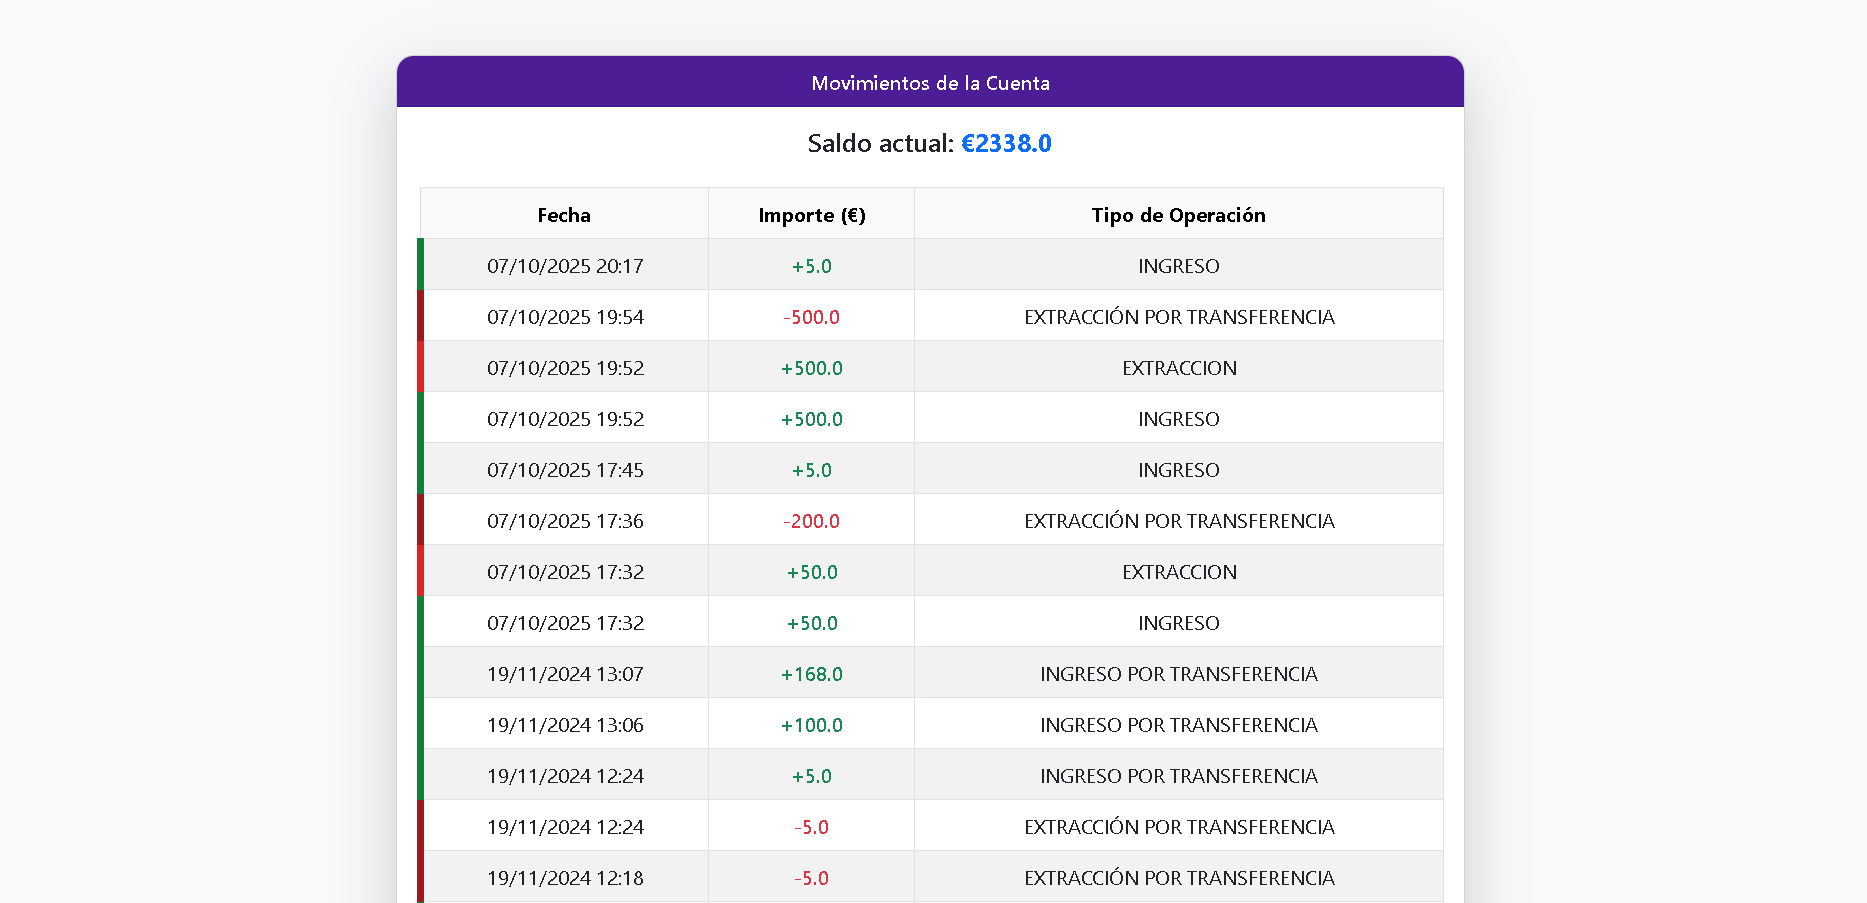 Movimientos de la Cuenta
Saldo actual: €2338.0
Fecha Importe (€) Tipo de Operación
07/10/2025 20:17 +5.0 INGRESO
07/10/2025 19:54 -500.0 EXTRACCIÓN POR TRANSFERENCIA
07/10/2025 19:52 +500.0 EXTRACCION
07/10/2025 19:52 +500.0 INGRESO
07/10/2025 17:45 +5.0 INGRESO
07/10/2025 17:36 -200.0 EXTRACCIÓN POR TRANSFERENCIA
07/10/2025 17:32 +50.0 EXTRACCION
07/10/2025 17:32 +50.0 INGRESO
19/11/2024 13:07 +168.0 INGRESO POR TRANSFERENCIA
19/11/2024 13:06 +100.0 INGRESO POR TRANSFERENCIA
19/11/2024 12:24 +5.0 INGRESO POR TRANSFERENCIA
19/11/2024 12:24 -5.0 EXTRACCIÓN POR TRANSFERENCIA
19/11/2024 12:18 -5.0 EXTRACCIÓN POR TRANSFERENCIA